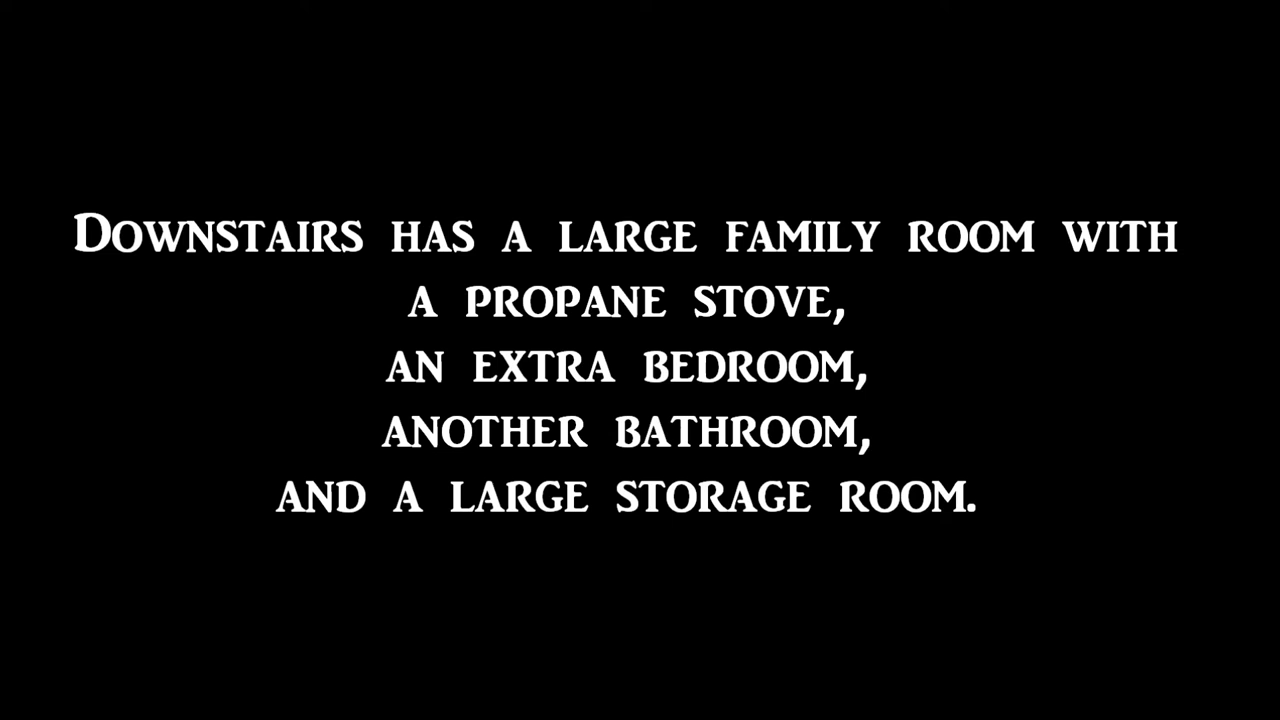 Downstairs has a large family room with
a propane stove,
an extra bedroom,
another bathroom,
and a large storage room.